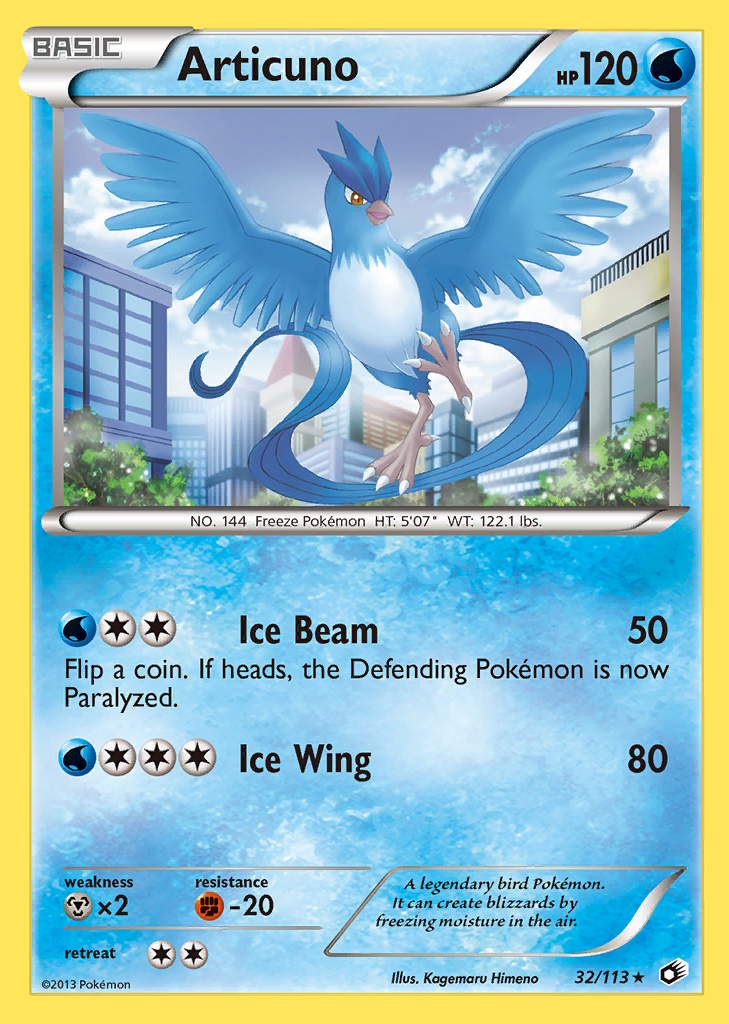 BASIC
Articuno
HP120
NO. 144 Freeze Pokémon HT: 5'07" WT: 122.1 lbs.
Ice Beam 50
Flip a coin. If heads, the Defending Pokémon is now
Paralyzed.
Ice Wing 80
weakness resistance
×2 -20
retreat
A legendary bird Pokémon.
It can create blizzards by
freezing moisture in the air.
©2013 Pokémon
Illus. Kagemaru Himeno
32/113 ★